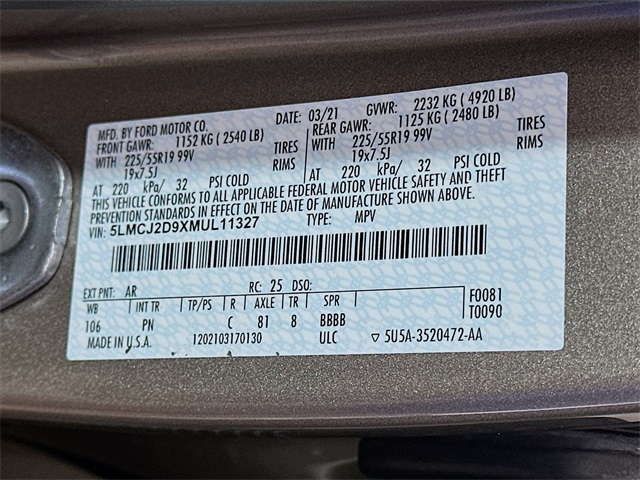 MFD. BY FORD MOTOR CO. DATE: 03/21 GVWR: 2232 KG ( 4920 LB)
FRONT GAWR: 1152 KG ( 2540 LB) REAR GAWR: 1125 KG ( 2480 LB)
WITH 225/55R19 99V TIRES WITH 225/55R19 99V TIRES
19x7.5J RIMS 19x7.5J RIMS
AT 220 kPa/ 32 PSI COLD AT 220 kPa/ 32 PSI COLD
THIS VEHICLE CONFORMS TO ALL APPLICABLE FEDERAL MOTOR VEHICLE SAFETY AND THEFT
PREVENTION STANDARDS IN EFFECT ON THE DATE OF MANUFACTURE SHOWN ABOVE.
VIN: 5LMCJ2D9XMUL11327 TYPE: MPV
EXT PNT: AR RC: 25 DSO: F0081
WB INT TR TP/PS R AXLE TR SPR T0090
106 PN C 81 8 BBBB
MADE IN U.S.A. 1202103170130 ULC ▽ 5U5A-3520472-AA